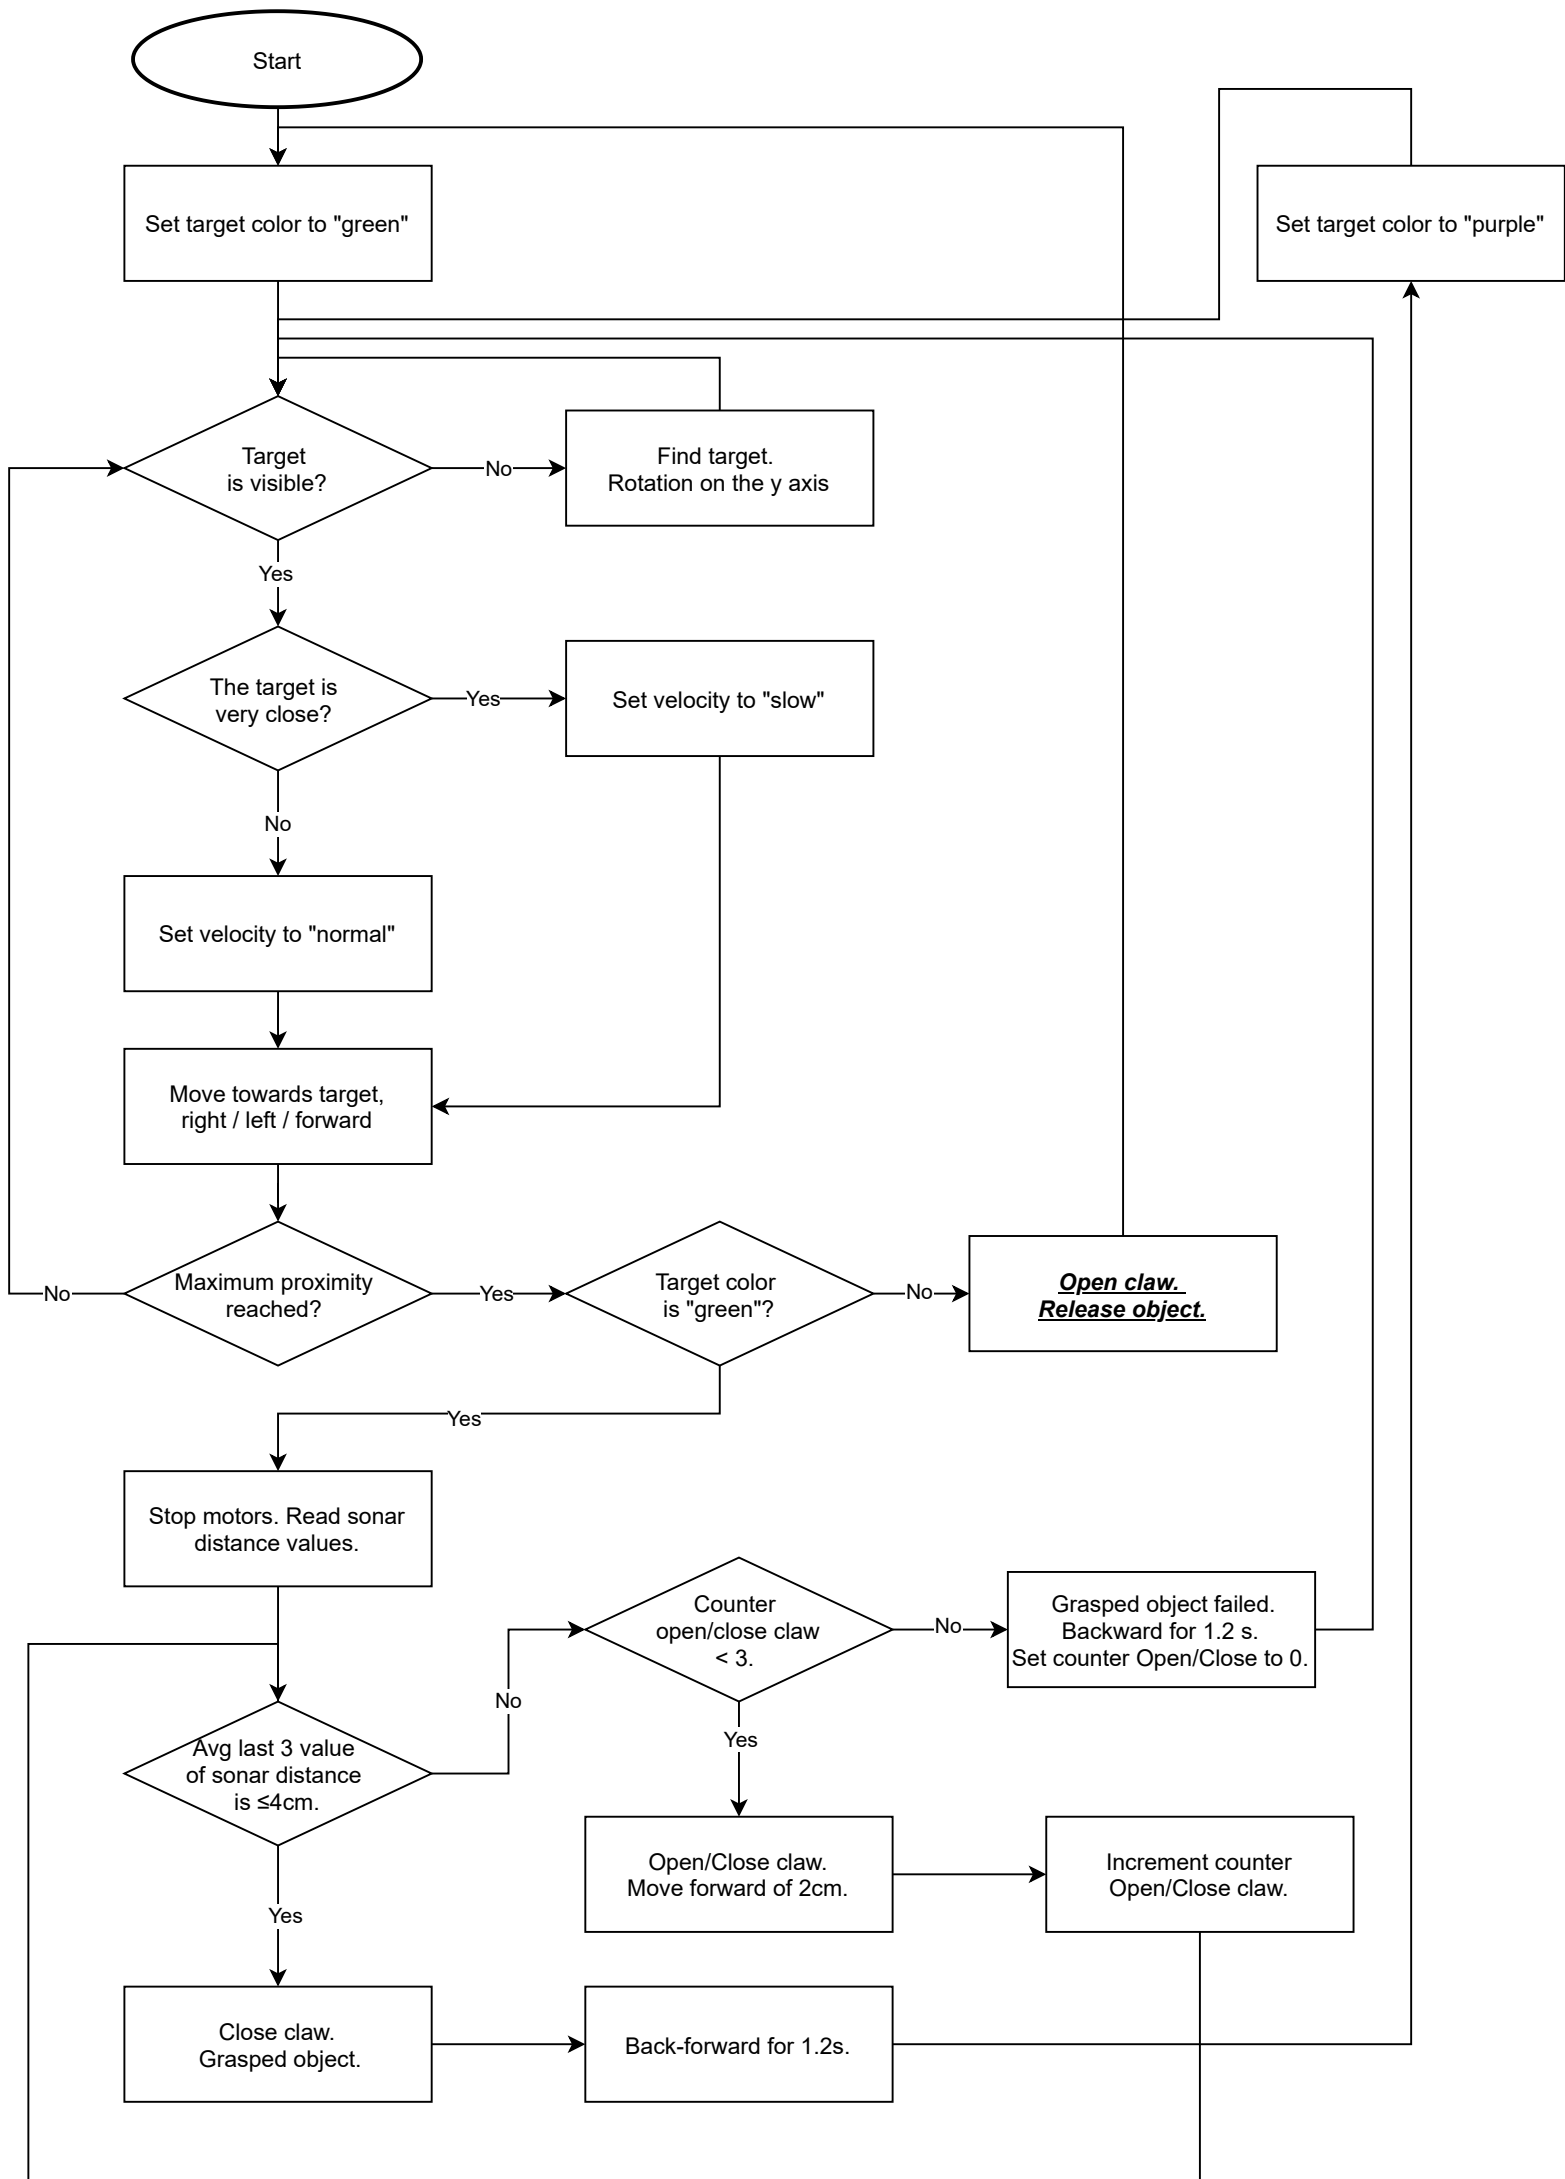 Start
Set target color to "green"
Set target color to "purple"
Target
is visible?
No
Find target.
Rotation on the y axis
Yes
The target is
very close?
Yes
Set velocity to "slow"
No
Set velocity to "normal"
Move towards target,
right / left / forward
No
Maximum proximity
reached?
Yes
Target color
is "green"?
No
Open claw.
Release object.
Yes
Stop motors. Read sonar
distance values.
Counter
open/close claw
< 3.
No
Grasped object failed.
Backward for 1.2 s.
Set counter Open/Close to 0.
No
Yes
Avg last 3 value
of sonar distance
is ≤4cm.
Open/Close claw.
Move forward of 2cm.
Increment counter
Open/Close claw.
Yes
Close claw.
Grasped object.
Back-forward for 1.2s.